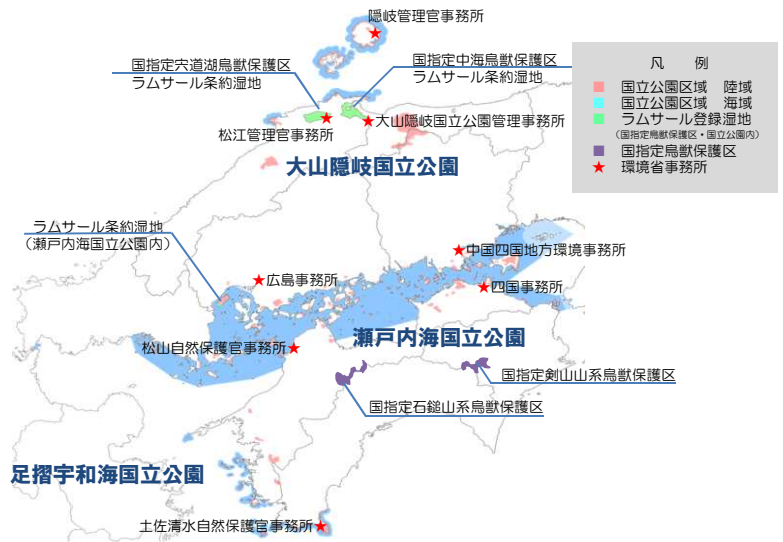 隠岐管理官事務所
国指定宍道湖鳥獣保護区
ラムサール条約湿地
国指定中海鳥獣保護区
ラムサール条約湿地
松江管理官事務所
大山隠岐国立公園管理事務所
大山隠岐国立公園
凡 例
国立公園区域 陸域
国立公園区域 海域
ラムサール登録湿地
(国指定鳥獣保護区・国立公園内)
国指定鳥獣保護区
環境省事務所
ラムサール条約湿地
(瀬戸内海国立公園内)
中国四国地方環境事務所
広島事務所
四国事務所
瀬戸内海国立公園
松山自然保護官事務所
国指定剣山山系鳥獣保護区
国指定石鎚山系鳥獣保護区
足摺宇和海国立公園
土佐清水自然保護官事務所